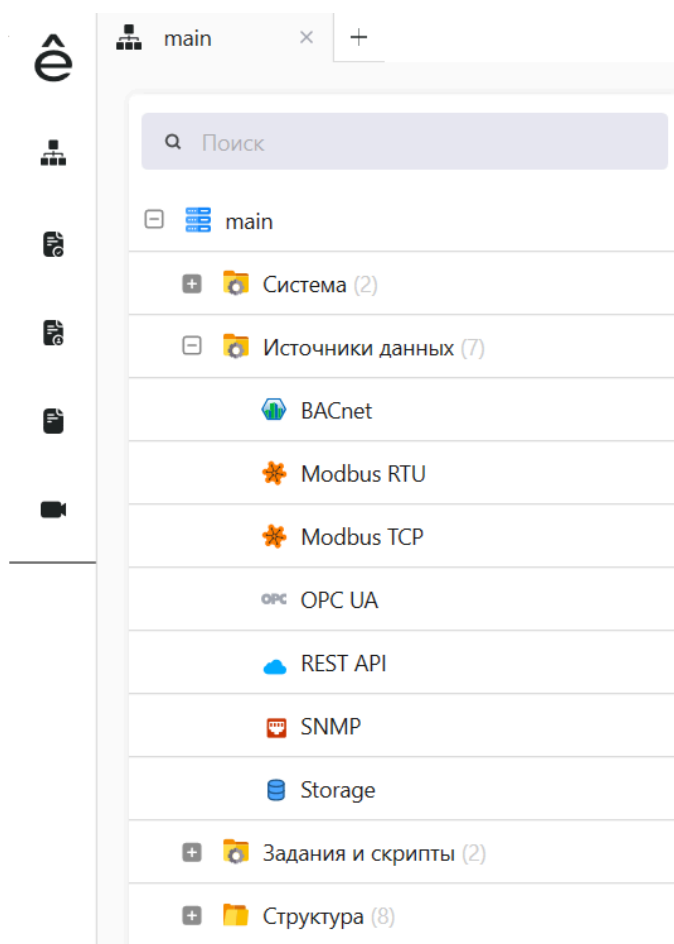 ê
main
Поиск
main
Система (2)
Источники данных (7)
BACnet
Modbus RTU
Modbus TCP
OPC OPC UA
REST API
SNMP
Storage
Задания и скрипты (2)
Структура (8)